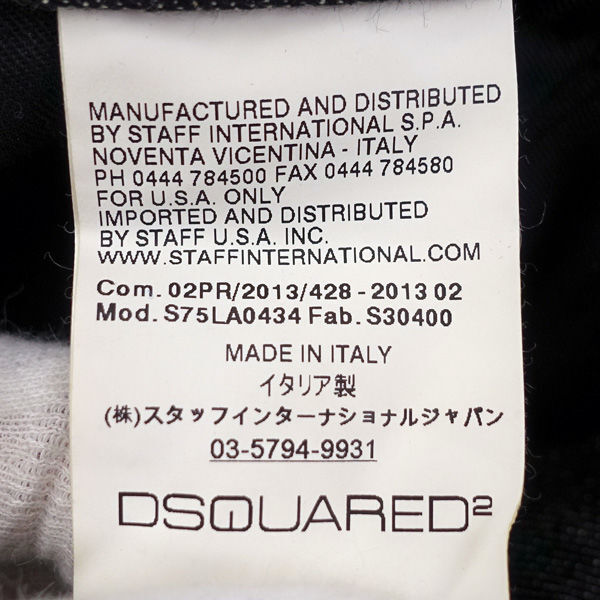 MANUFACTURED AND DISTRIBUTED
BY STAFF INTERNATIONAL S.P.A.
NOVENTA VICENTINA - ITALY
PH 0444 784500 FAX 0444 784580
FOR U.S.A. ONLY
IMPORTED AND DISTRIBUTED
BY STAFF U.S.A. INC.
WWW.STAFFINTERNATIONAL.COM
Com. 02PR/2013/428 - 2013 02
Mod. S75LA0434 Fab. S30400
MADE IN ITALY
イタリア製
(株)スタッフインターナショナルジャパン
03-5794-9931
DSQUARED²